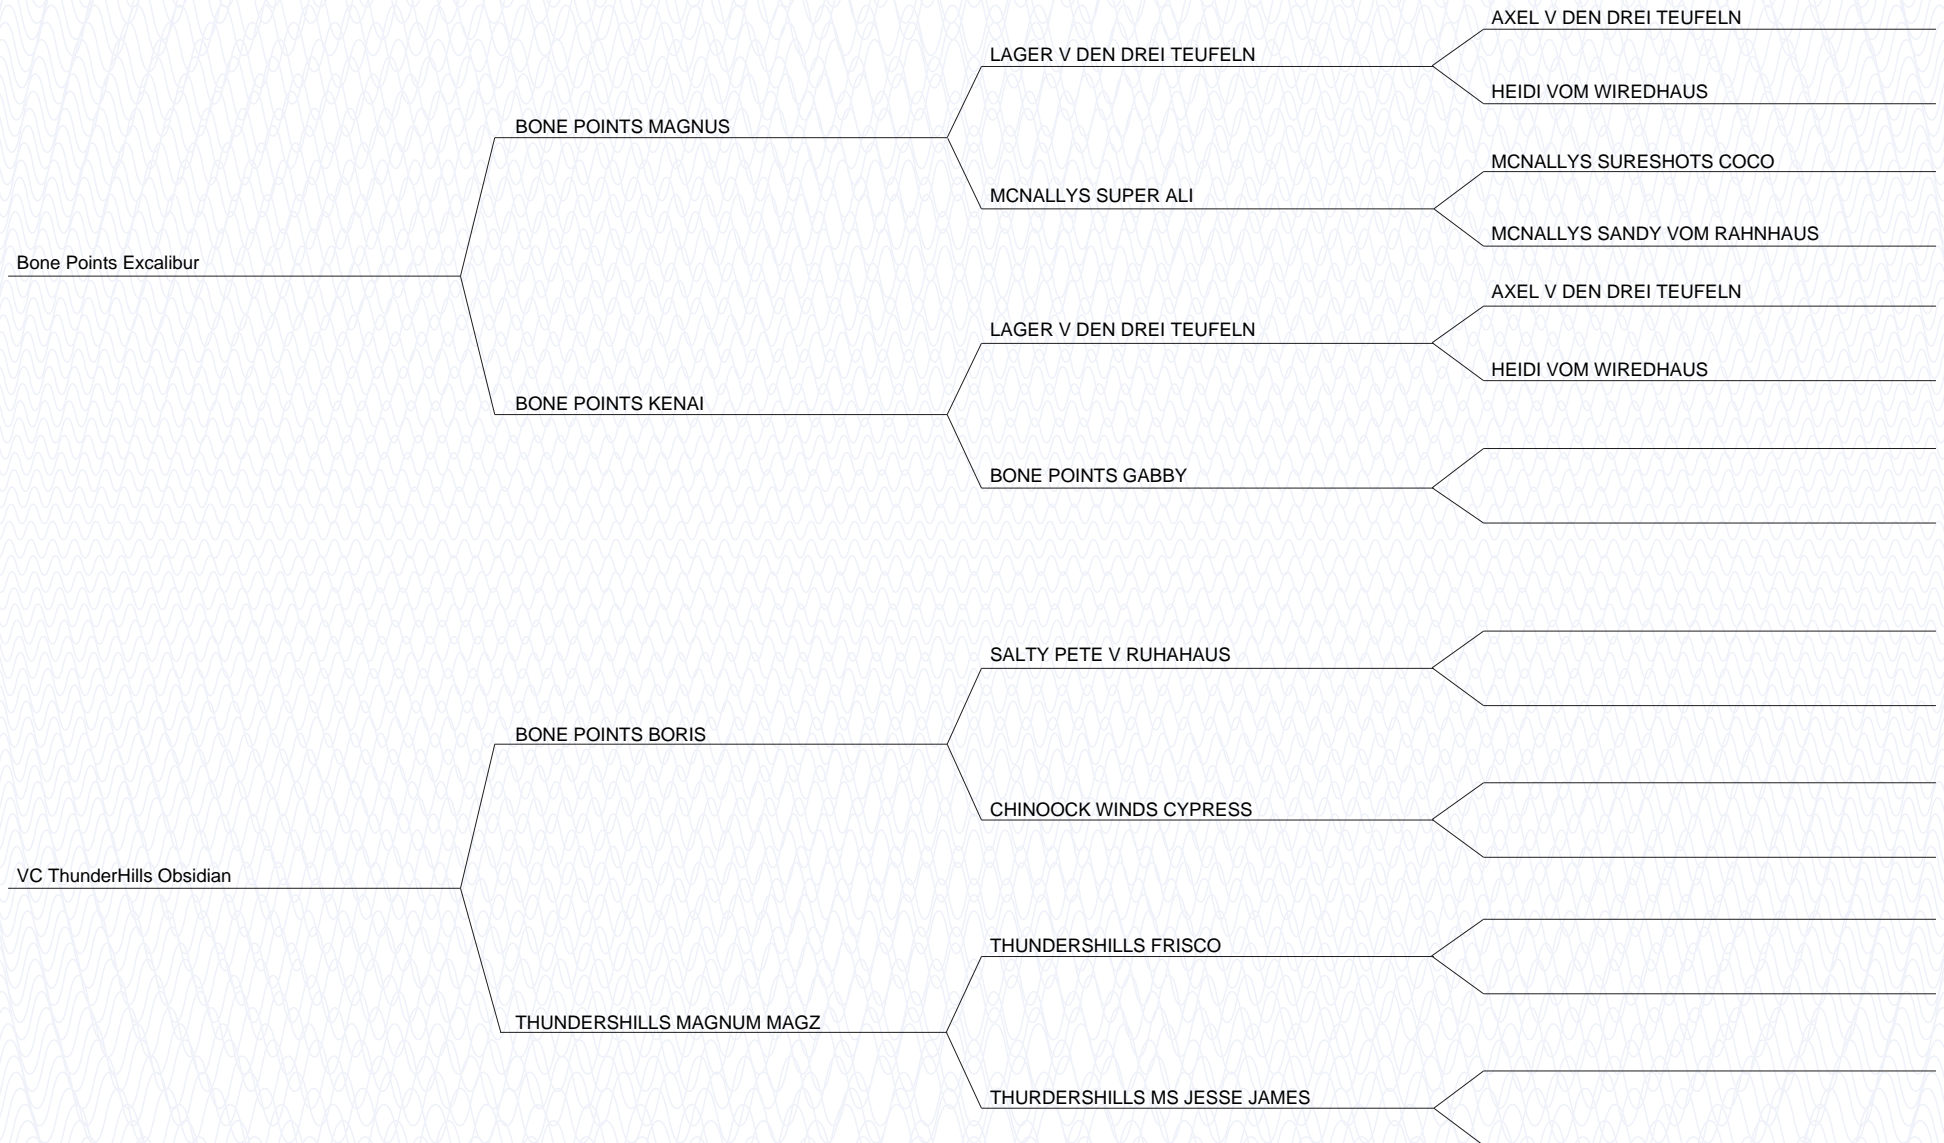 AXEL V DEN DREI TEUFELN
LAGER V DEN DREI TEUFELN
HEIDI VOM WIREDHAUS
BONE POINTS MAGNUS
MCNALLYS SURESHOTS COCO
MCNALLYS SUPER ALI
MCNALLYS SANDY VOM RAHNHAUS
Bone Points Excalibur
AXEL V DEN DREI TEUFELN
LAGER V DEN DREI TEUFELN
HEIDI VOM WIREDHAUS
BONE POINTS KENAI
BONE POINTS GABBY
SALTY PETE V RUHAHAUS
BONE POINTS BORIS
CHINOOCK WINDS CYPRESS
VC ThunderHills Obsidian
THUNDERSHILLS FRISCO
THUNDERSHILLS MAGNUM MAGZ
THURDERSHILLS MS JESSE JAMES